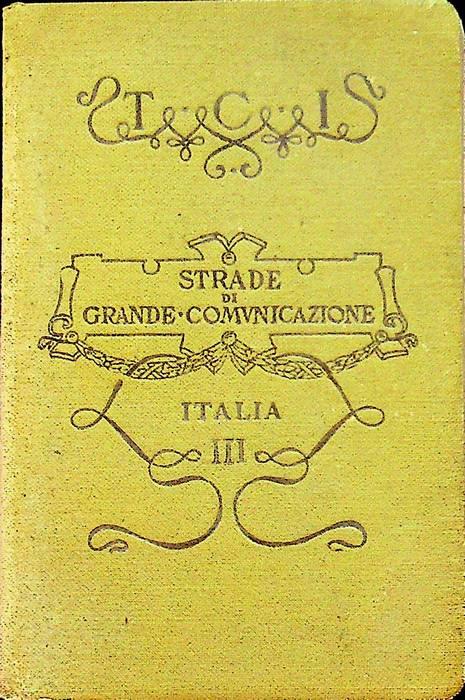 T·C·I
STRADE
DI
GRANDE·COMVNICAZIONE
ITALIA
III